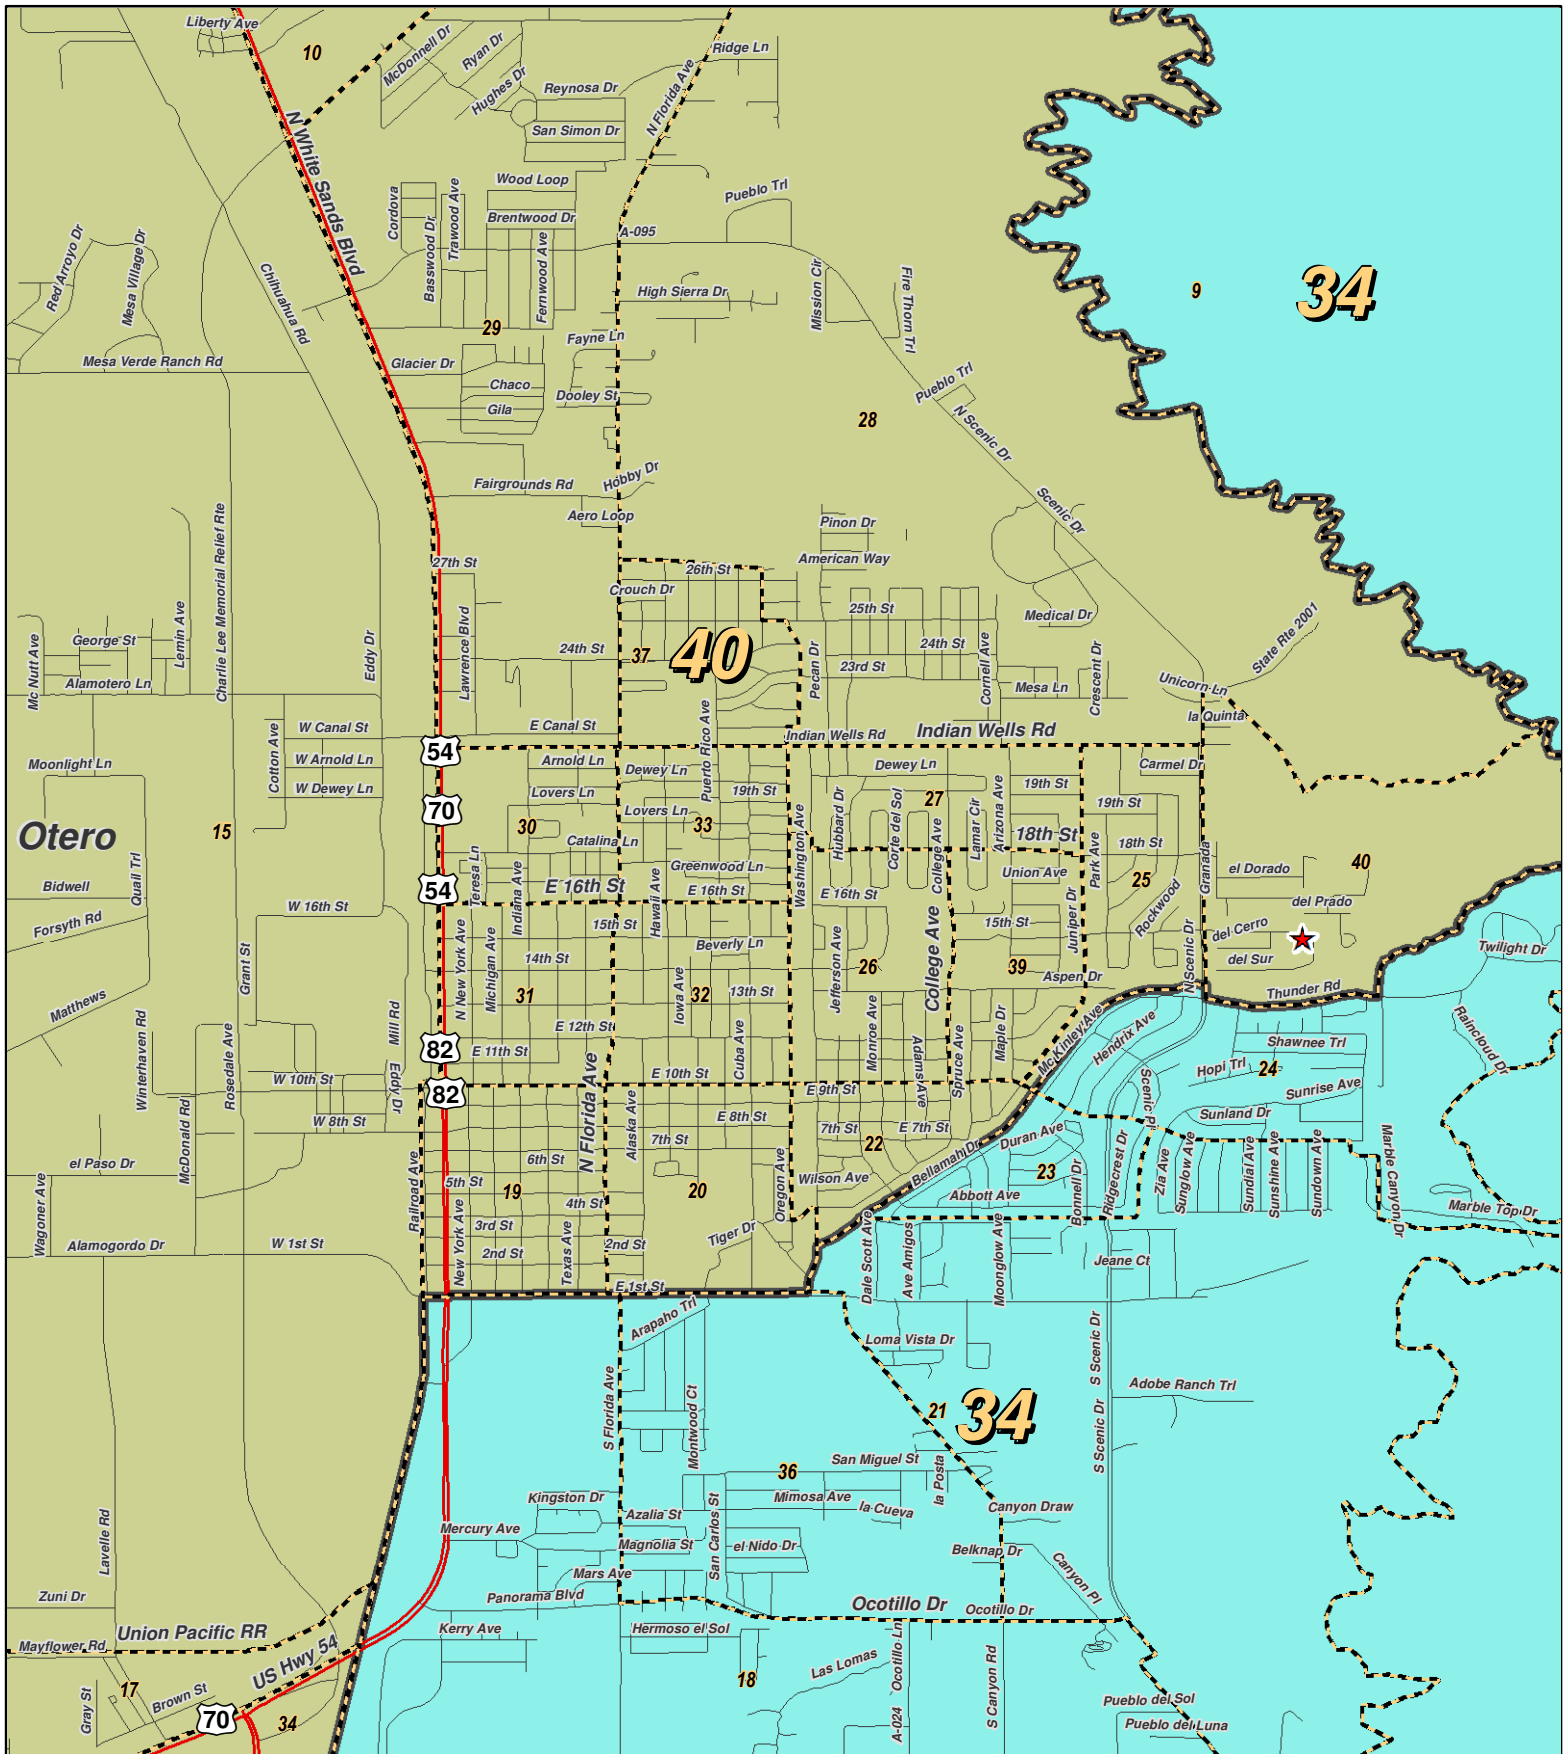 Liberty Ave
10
McDonnell Dr
Ryan Dr
Hughes Dr
Ridge Ln
Reynosa Dr
N Florida Ave
San Simon Dr
N White Sands Blvd
Wood Loop
Pueblo Trl
Cordova
Trawood Ave
Brentwood Dr
Basswood Dr
Fernwood Ave
A-095
Red Arroyo Dr
Mesa Village Dr
Chihuahua Rd
High Sierra Dr
Mission Cir
Fire Thorn Trl
9
34
29
Fayne Ln
Mesa Verde Ranch Rd
Glacier Dr
Chaco
Dooley St
Gila
Pueblo Trl
28
N Scenic Dr
Fairgrounds Rd
Hobby Dr
Aero Loop
Scenic Dr
Pinon Dr
American Way
27th St
26th St
Crouch Dr
25th St
Medical Dr
Charlie Lee Memorial Relief Rte
Mc Nutt Ave
George St
Lemin Ave
Eddy Dr
Lawrence Blvd
24th St
37
40
Pecan Dr
24th St
23rd St
Cornell Ave
Crescent Dr
State Rte 2001
Alamotero Ln
Mesa Ln
Unicorn Ln
la Quinta
W Canal St
E Canal St
Puerto Rico Ave
Indian Wells Rd
Indian Wells Rd
54
Cotton Ave
W Arnold Ln
Moonlight Ln
W Dewey Ln
Arnold Ln
Dewey Ln
Dewey Ln
Carmel Dr
70
Lovers Ln
19th St
19th St
19th St
Lovers Ln
Otero
15
30
33
27
Washington Ave
Hubbard Dr
Corte del Sol
College Ave
Lamar Cir
Arizona Ave
18th St
18th St
Catalina Ln
Greenwood Ln
Union Ave
Park Ave
25
Granada
el Dorado
40
Bidwell
Quail Trl
54
Teresa Ln
Indiana Ave
E 16th St
Hawaii Ave
E 16th St
E 16th St
Juniper Dr
Rockwood
del Prado
Forsyth Rd
W 16th St
15th St
15th St
del Cerro
Beverly Ln
N New York Ave
Michigan Ave
14th St
Jefferson Ave
26
College Ave
39
Aspen Dr
N Scenic Dr
del Sur
Twilight Dr
Grant St
31
32
Iowa Ave
13th St
Thunder Rd
Matthews
Mill Rd
E 12th St
Monroe Ave
Maple Dr
McKinley Ave
Hendrix Ave
Raincloud Dr
Winterhaven Rd
Rosedale Ave
82
E 11th St
Cuba Ave
Adams Ave
Spruce Ave
Shawnee Trl
Hopi Trl
24
W 10th St
E 10th St
Eddy Dr
82
E 9th St
Sunrise Ave
Scenic Pl
Sunland Dr
McDonald Rd
W 8th St
N Florida Ave
Alaska Ave
E 8th St
7th St
E 7th St
22
Duran Ave
7th St
Bellamah Dr
el Paso Dr
6th St
23
Ridgecrest Dr
Zia Ave
Sunglow Ave
Sundial Ave
Sunshine Ave
Sundown Ave
Marble Canyon Dr
Wilson Ave
5th St
19
20
Oregon Ave
Abbott Ave
Bonnell Dr
Marble Top Dr
Wagoner Ave
Railroad Ave
4th St
3rd St
New York Ave
Texas Ave
Tiger Dr
Dale Scott Ave
Ave Amigos
Moonglow Ave
Alamogordo Dr
W 1st St
2nd St
2nd St
Jeane Ct
E 1st St
Arapaho Trl
Loma Vista Dr
S Scenic Dr
Adobe Ranch Trl
S Florida Ave
Montwood Ct
21
34
S Scenic Dr
San Miguel St
36
la Posta
Kingston Dr
Mimosa Ave
la Cueva
Canyon Draw
Azalia St
San Carlos St
Lavelle Rd
Mercury Ave
Magnolia St
el Nido Dr
Belknap Dr
Mars Ave
Canyon Pl
Zuni Dr
Panorama Blvd
Ocotillo Dr
Ocotillo Dr
Union Pacific RR
Kerry Ave
Hermoso el Sol
Mayflower Rd
US Hwy 54
Las Lomas
Ocotillo Ln
S Canyon Rd
17
18
Gray St
Brown St
70
34
A-024
Pueblo del Sol
Pueblo del Luna